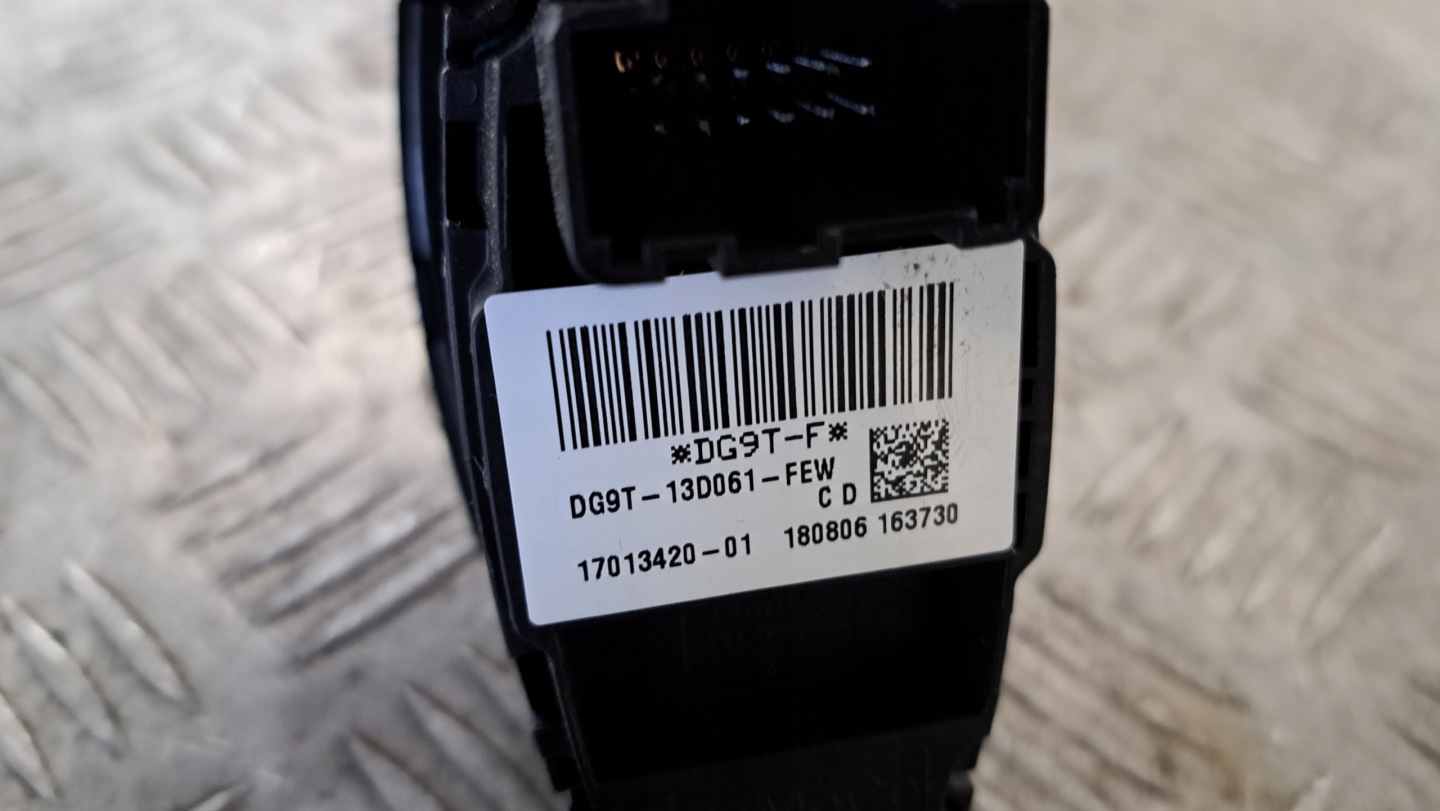 *DG9T-F*
DG9T-13D061-FEW
C D
17013420-01 180806 163730